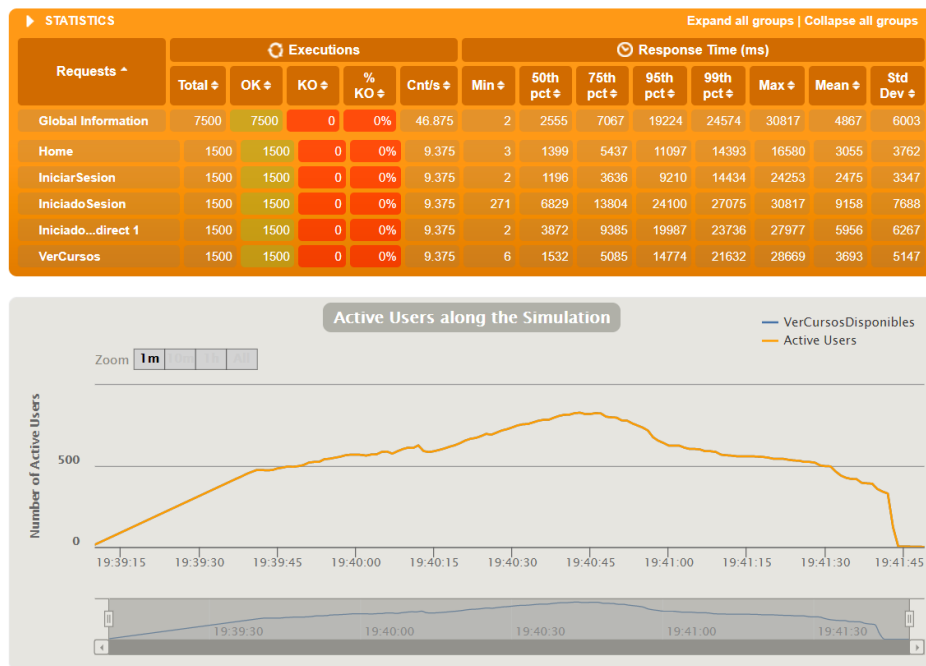 STATISTICS Expand all groups | Collapse all groups
Executions Response Time (ms)
Requests Total OK KO % KO Cnt/s Min 50th pct 75th pct 95th pct 99th pct Max Mean Std Dev
Global Information 7500 7500 0 0% 46.875 2 2555 7067 19224 24574 30817 4867 6003
Home 1500 1500 0 0% 9.375 3 1399 5437 11097 14393 16580 3055 3762
IniciarSesion 1500 1500 0 0% 9.375 2 1196 3636 9210 14434 24253 2475 3347
IniciadoSesion 1500 1500 0 0% 9.375 271 6829 13804 24100 27075 30817 9158 7688
Iniciado...direct 1 1500 1500 0 0% 9.375 2 3872 9385 19987 23736 27977 5956 6267
VerCursos 1500 1500 0 0% 9.375 6 1532 5085 14774 21632 28669 3693 5147
Active Users along the Simulation
VerCursosDisponibles
Active Users
Zoom 1m 10m 1h All
Number of Active Users
500
0
19:39:15 19:39:30 19:39:45 19:40:00 19:40:15 19:40:30 19:40:45 19:41:00 19:41:15 19:41:30 19:41:45
19:39:30 19:40:00 19:40:30 19:41:00 19:41:30